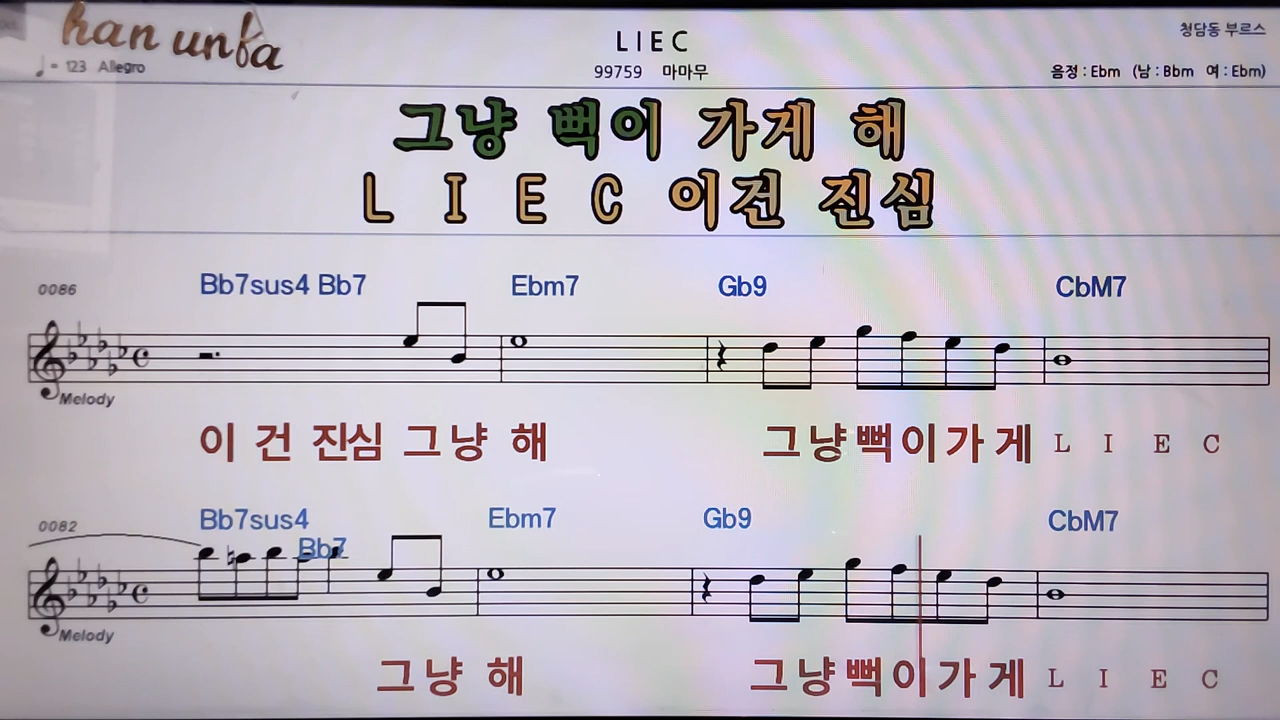 han unfa
LIEC
청담동 부르스
♩= 123 Allegro
99759 마마무
음정 : Ebm (남 : Bbm 여 : Ebm)
그냥 뻑이 가게 해
L I E C 이건 진심
0086
Bb7sus4 Bb7 Ebm7 Gb9 CbM7
Melody
이 건 진심 그 냥 해 그 냥 뻑 이 가 게 L I E C
0082
Bb7sus4 Bb7 Ebm7 Gb9 CbM7
Melody
그 냥 해 그 냥 뻑 이 가 게 L I E C